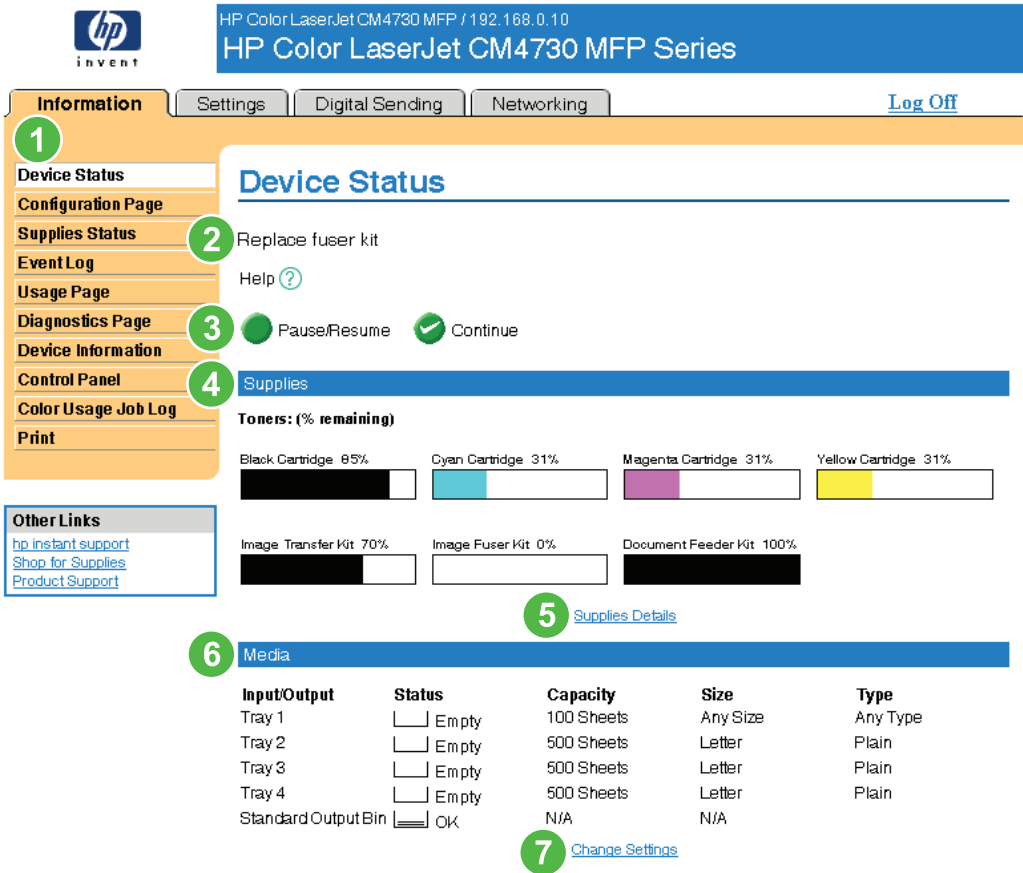 hp
invent
HP Color LaserJet CM4730 MFP / 192.168.0.10
HP Color LaserJet CM4730 MFP Series
Information
Settings
Digital Sending
Networking
Log Off
1
Device Status
Configuration Page
Supplies Status
Event Log
Usage Page
Diagnostics Page
Device Information
Control Panel
Color Usage Job Log
Print
Other Links
hp instant support
Shop for Supplies
Product Support
Device Status
2
Replace fuser kit
Help ?
3
Pause/Resume
Continue
4
Supplies
Toners: (% remaining)
Black Cartridge 85%
Cyan Cartridge 31%
Magenta Cartridge 31%
Yellow Cartridge 31%
Image Transfer Kit 70%
Image Fuser Kit 0%
Document Feeder Kit 100%
5
Supplies Details
6
Media
Input/Output Status Capacity Size Type
Tray 1 Empty 100 Sheets Any Size Any Type
Tray 2 Empty 500 Sheets Letter Plain
Tray 3 Empty 500 Sheets Letter Plain
Tray 4 Empty 500 Sheets Letter Plain
Standard Output Bin OK N/A N/A
7
Change Settings